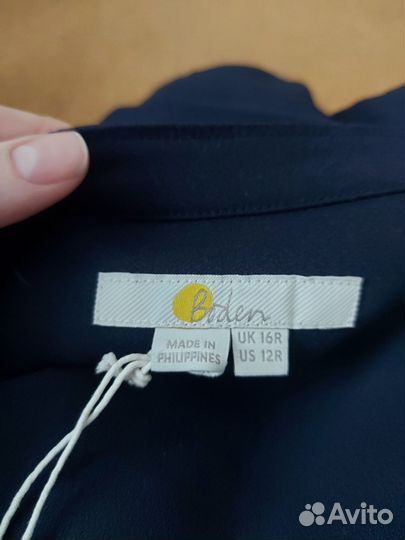 Boden
MADE IN
PHILIPPINES
UK 16R
US 12R
Avito